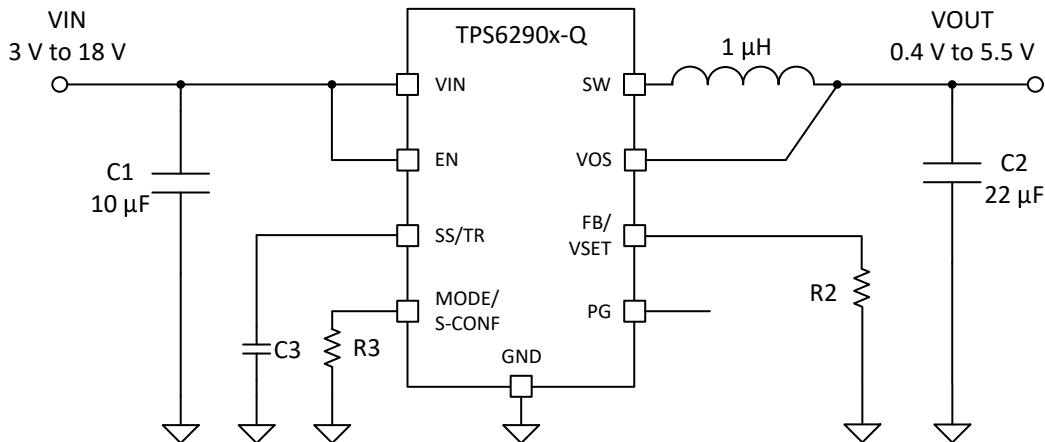 VIN
3 V to 18 V
TPS6290x-Q
1 µH
VOUT
0.4 V to 5.5 V
VIN
SW
EN
VOS
C1
10 µF
C2
22 µF
SS/TR
FB/
VSET
MODE/
S-CONF
PG
R2
C3
R3
GND